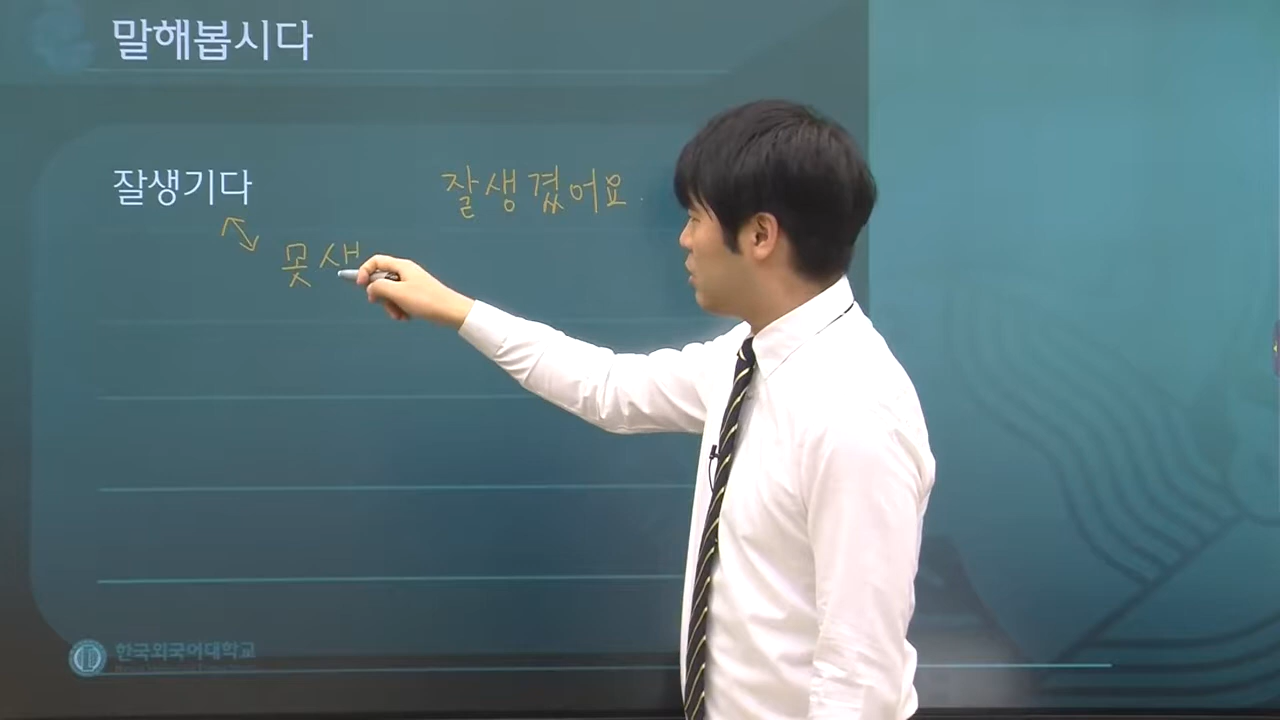 말해봅시다
잘생기다
잘생겼어요.
못생
한국외국어대학교